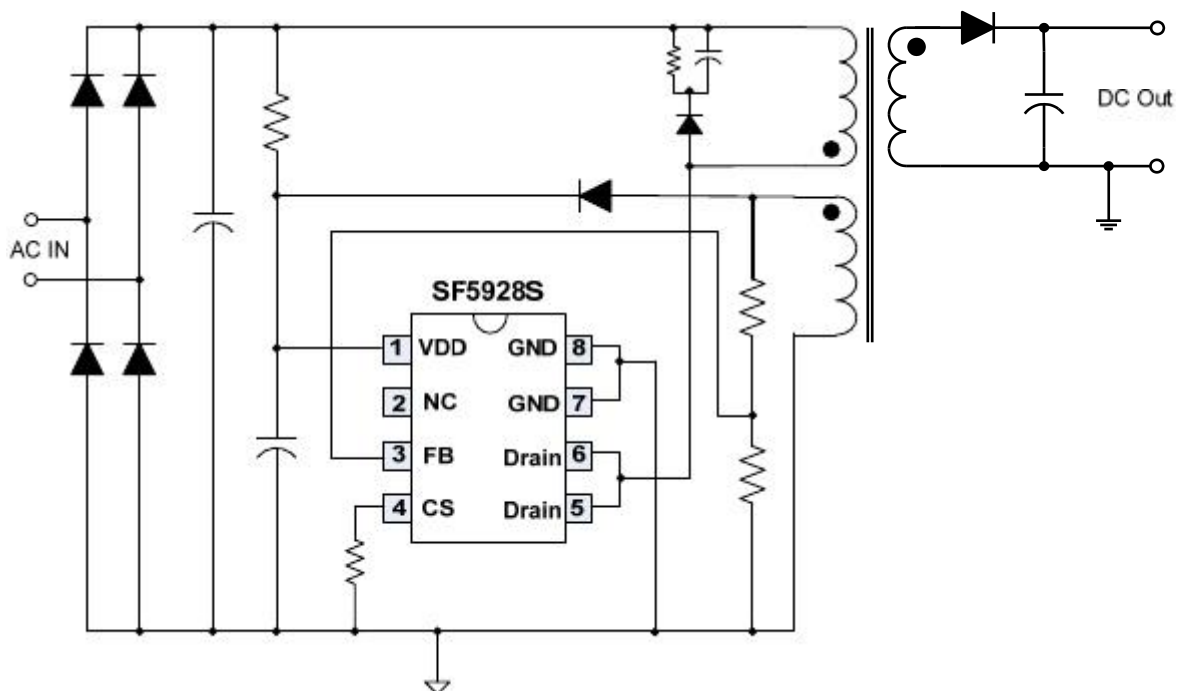 DC Out
AC IN
SF5928S
1 VDD GND 8
2 NC GND 7
3 FB Drain 6
4 CS Drain 5